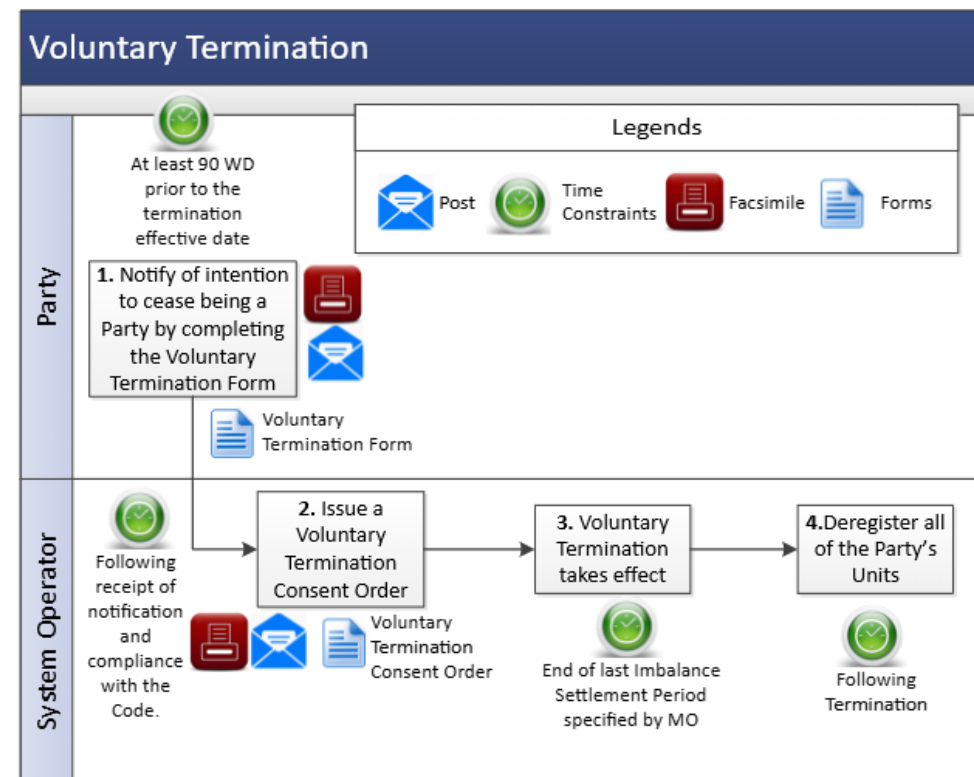 Voluntary Termination
Legends
Post
Time
Constraints
Facsimile
Forms
Party
At least 90 WD
prior to the
termination
effective date
1. Notify of intention
to cease being a
Party by completing
the Voluntary
Termination Form
Voluntary
Termination Form
System Operator
Following
receipt of
notification
and
compliance
with the
Code.
2. Issue a
Voluntary
Termination
Consent Order
Voluntary
Termination
Consent Order
3. Voluntary
Termination
takes effect
End of last Imbalance
Settlement Period
specified by MO
4.Deregister all
of the Party's
Units
Following
Termination